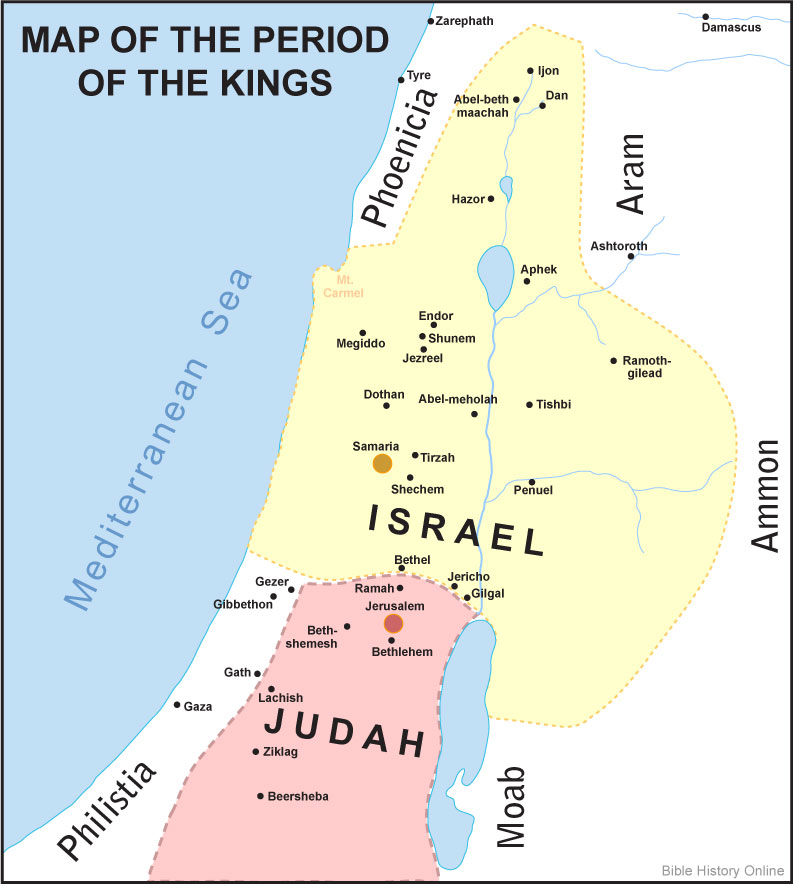 MAP OF THE PERIOD
OF THE KINGS
Zarephath
Damascus
Tyre
Ijon
Abel-beth
maachah
Dan
Phoenicia
Aram
Hazor
Ashtoroth
Aphek
Mt.
Carmel
Mediterranean Sea
Endor
Megiddo
Shunem
Jezreel
Ramoth-
gilead
Dothan
Abel-meholah
Tishbi
Samaria
Tirzah
Shechem
Penuel
Ammon
ISRAEL
Bethel
Gezer
Ramah
Jericho
Gibbethon
Gilgal
Jerusalem
Beth-
shemesh
Bethlehem
Gath
Lachish
Gaza
JUDAH
Ziklag
Beersheba
Philistia
Moab
Bible History Online